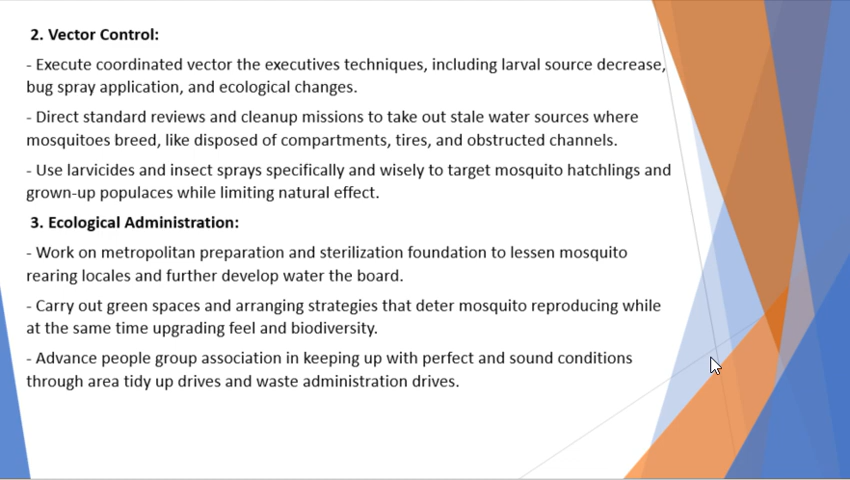 2. Vector Control:
- Execute coordinated vector the executives techniques, including larval source decrease,
bug spray application, and ecological changes.
- Direct standard reviews and cleanup missions to take out stale water sources where
mosquitoes breed, like disposed of compartments, tires, and obstructed channels.
- Use larvicides and insect sprays specifically and wisely to target mosquito hatchlings and
grown-up populaces while limiting natural effect.
3. Ecological Administration:
- Work on metropolitan preparation and sterilization foundation to lessen mosquito
rearing locales and further develop water the board.
- Carry out green spaces and arranging strategies that deter mosquito reproducing while
at the same time upgrading feel and biodiversity.
- Advance people group association in keeping up with perfect and sound conditions
through area tidy up drives and waste administration drives.